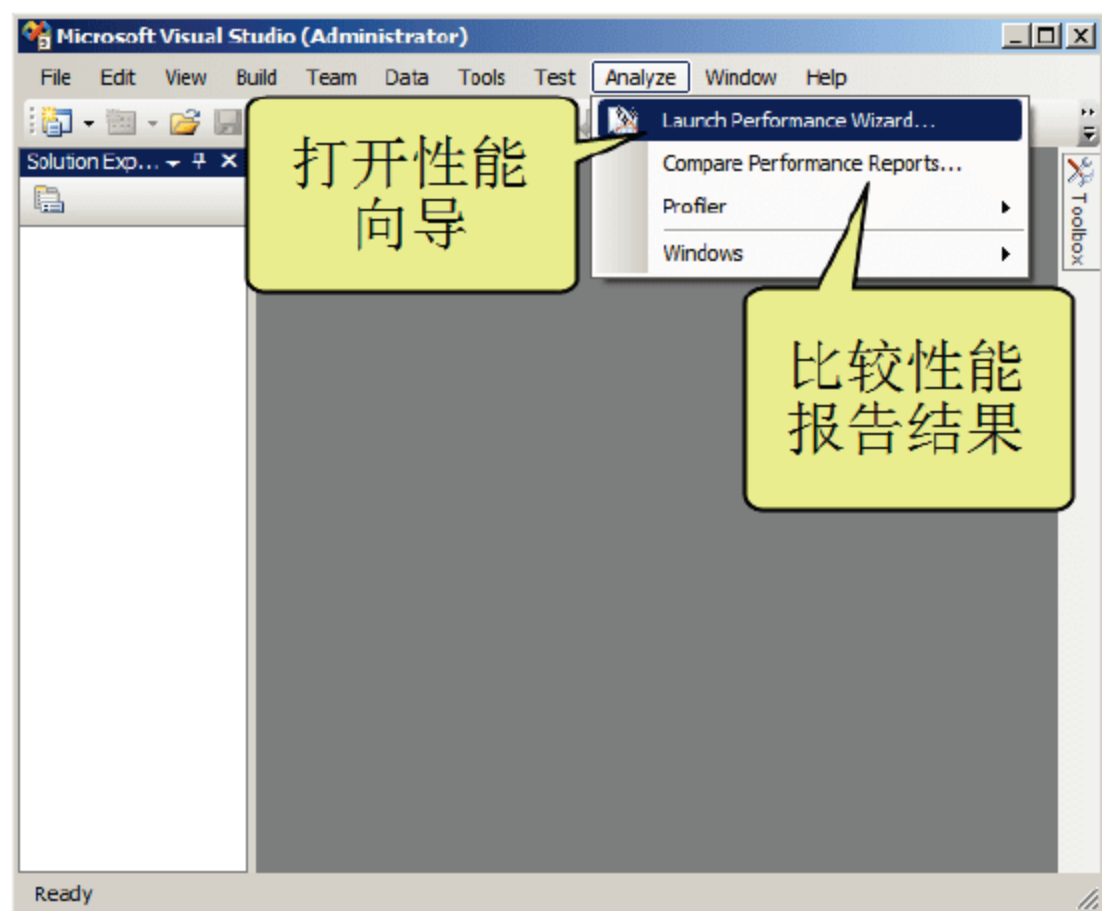 Microsoft Visual Studio (Administrator)
File Edit View Build Team Data Tools Test Analyze Window Help
Solution Exp...
Launch Performance Wizard...
Compare Performance Reports...
Profiler
Windows
Toolbox
打开性能
向导
比较性能
报告结果
Ready